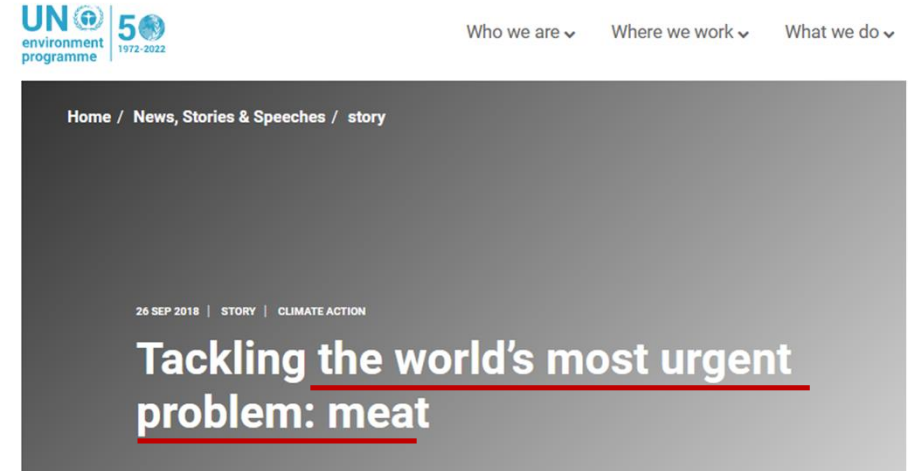 UN
environment
programme
50
1972-2022
Who we are
Where we work
What we do
Home / News, Stories & Speeches / story
26 SEP 2018 | STORY | CLIMATE ACTION
Tackling the world's most urgent
problem: meat